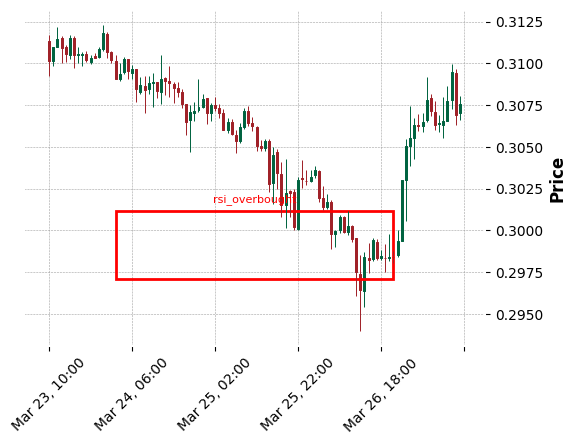 0.3125
0.3100
0.3075
0.3050
0.3025
0.3000
0.2975
0.2950
Price
rsi_overbought
Mar 23, 10:00
Mar 24, 06:00
Mar 25, 02:00
Mar 25, 22:00
Mar 26, 18:00